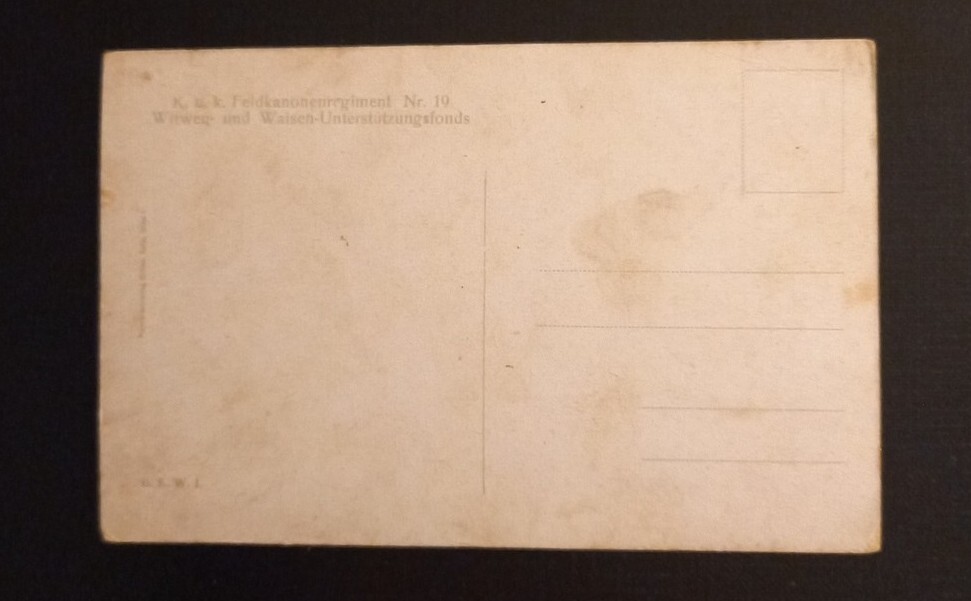 K. u. k. Feldkanonenregiment Nr. 19
Witwen- und Waisen-Unterstützungsfonds
G. S. W. I.